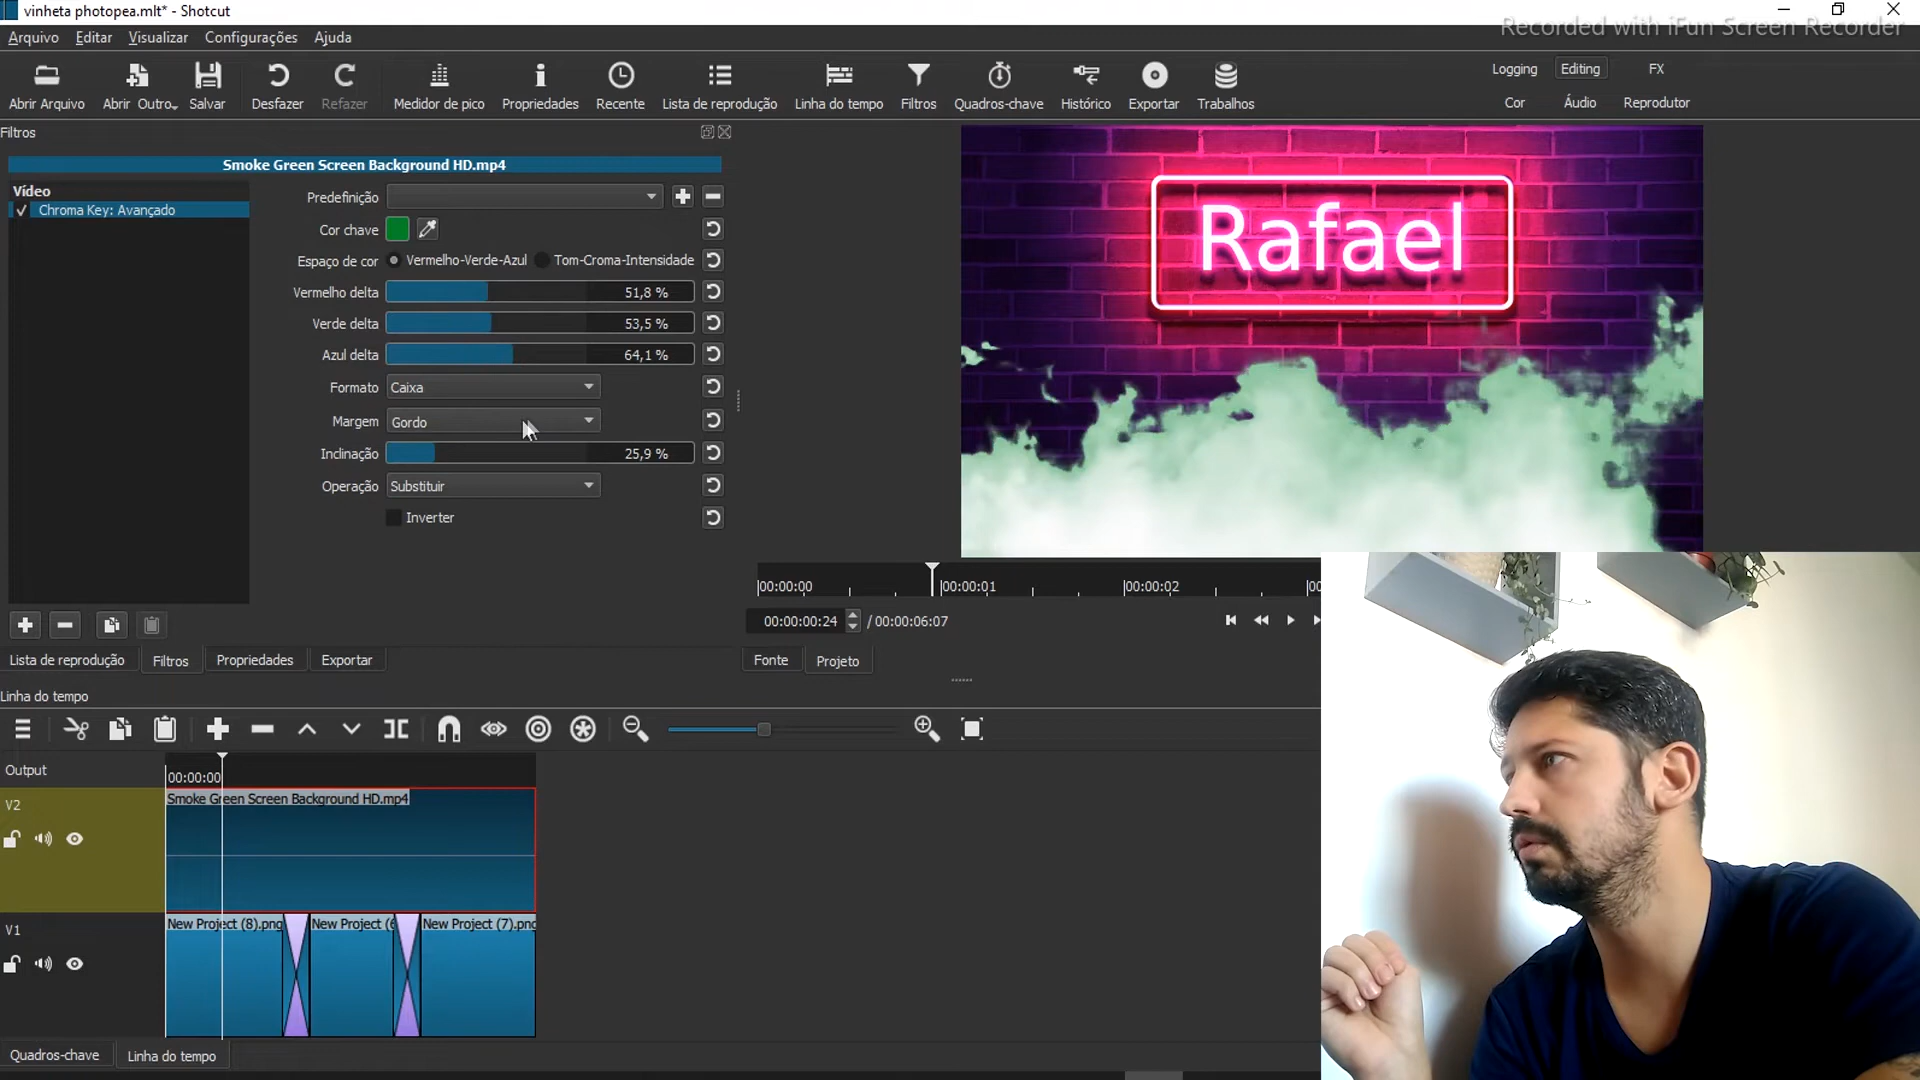 vinheta photopea.mlt* - Shotcut
Recorded with iFun Screen Recorder
Arquivo Editar Visualizar Configurações Ajuda
Abrir Arquivo Abrir Outro... Salvar Desfazer Refazer Medidor de pico Propriedades Recente Lista de reprodução Linha do tempo Filtros Quadros-chave Histórico Exportar Trabalhos
Logging Editing FX
Cor Áudio Reprodutor
Filtros
Smoke Green Screen Background HD.mp4
Vídeo
Chroma Key: Avançado
Predefinição
Cor chave
Espaço de cor Vermelho-Verde-Azul Tom-Croma-Intensidade
Vermelho delta 51,8 %
Verde delta 53,5 %
Azul delta 64,1 %
Formato Caixa
Margem Gordo
Inclinação 25,9 %
Operação Substituir
Inverter
Rafael
00:00:00 00:00:01 00:00:02
00:00:00:24 / 00:00:06:07
Lista de reprodução Filtros Propriedades Exportar
Fonte Projeto
Linha do tempo
Output
00:00:00
V2
Smoke Green Screen Background HD.mp4
V1
New Project (8).png New Project (6 New Project (7).png
Quadros-chave Linha do tempo